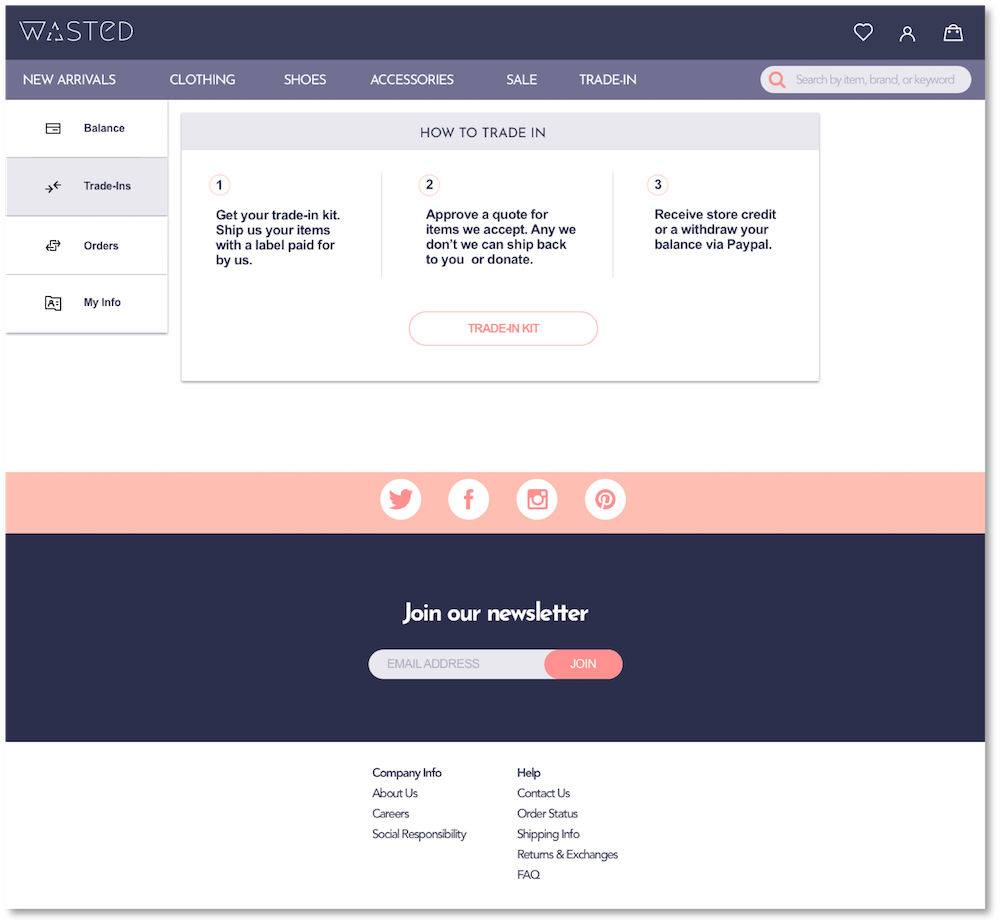 WASTED
NEW ARRIVALS CLOTHING SHOES ACCESSORIES SALE TRADE-IN Search by item, brand, or keyword
Balance
Trade-Ins
Orders
My Info
HOW TO TRADE IN
1
Get your trade-in kit.
Ship us your items
with a label paid for
by us.
2
Approve a quote for
items we accept. Any we
don't we can ship back
to you or donate.
3
Receive store credit
or a withdraw your
balance via Paypal.
TRADE-IN KIT
Join our newsletter
EMAIL ADDRESS JOIN
Company Info
About Us
Careers
Social Responsibility
Help
Contact Us
Order Status
Shipping Info
Returns & Exchanges
FAQ